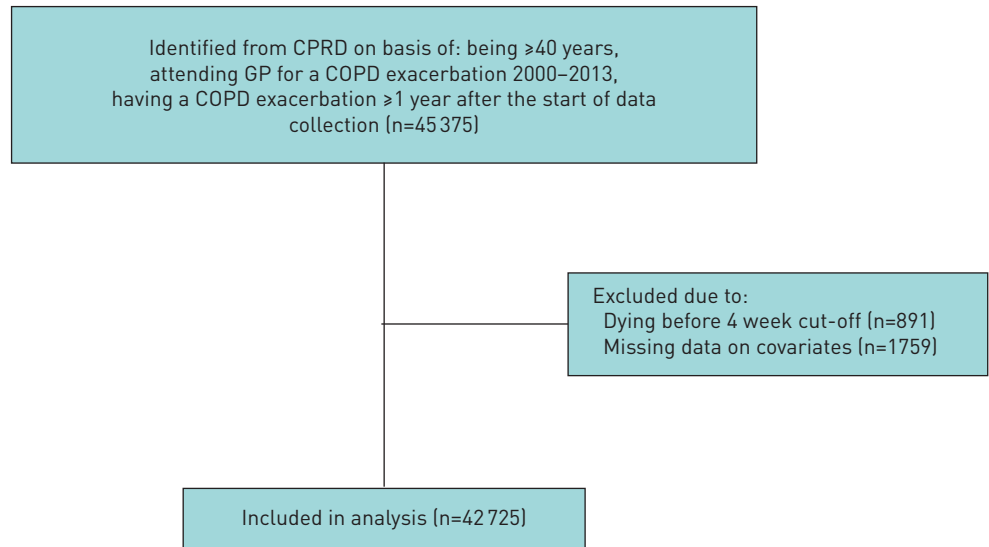 Identified from CPRD on basis of: being ≥40 years,
attending GP for a COPD exacerbation 2000–2013,
having a COPD exacerbation ≥1 year after the start of data
collection (n=45 375)
Excluded due to:
Dying before 4 week cut-off (n=891)
Missing data on covariates (n=1759)
Included in analysis (n=42 725)